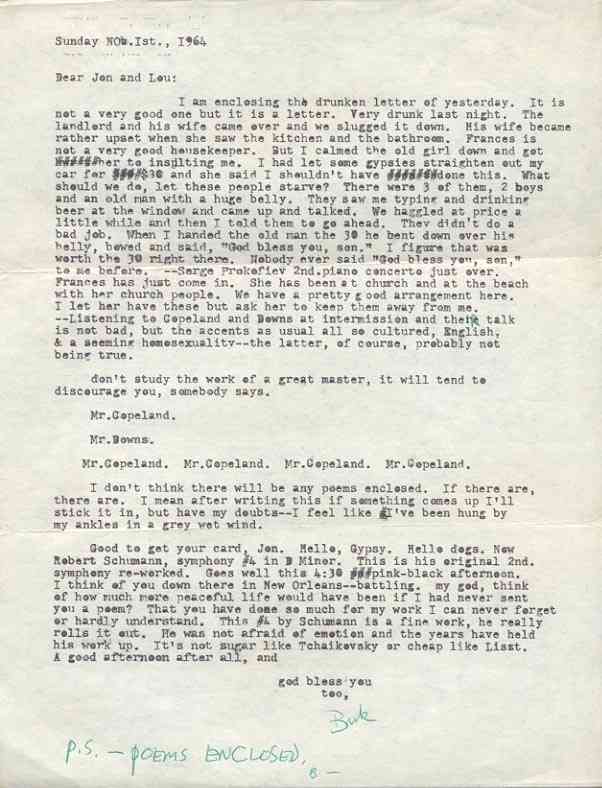 Sunday NOv.1st., 1964
Dear Jon and Lou:
I am enclosing the drunken letter of yesterday. It is
not a very good one but it is a letter. Very drunk last night. The
landlord and his wife came over and we slugged it down. His wife became
rather upset when she saw the kitchen and the bathroom. Frances is
not a very good housekeeper. But I calmed the old girl down and got
her to insilting me. I had let some gypsies straighten out my
car for $30 and she said I shouldn't have done this. What
should we do, let these people starve? There were 3 of them, 2 boys
and an old man with a huge belly. They saw me typing and drinking
beer at the window and came up and talked. We haggled at price a
little while and then I told them to go ahead. They didn't do a
bad job. When I handed the old man the 30 he bent down over his
belly, bowed and said, "God bless you, son." I figure that was
worth the 30 right there. Nobody ever said "God bless you, son,"
to me before. --Serge Prokofiev 2nd.piano concerto just over.
Frances has just come in. She has been at church and at the beach
with her church people. We have a pretty good arrangement here.
I let her have these but ask her to keep them away from me.
--Listening to Copeland and Downs at intermission and their talk
is not bad, but the accents as usual all so cultured, English,
& a seeming homosexuality--the latter, of course, probably not
being true.
don't study the work of a great master, it will tend to
discourage you, somebody says.
Mr.Copeland.
Mr.Downs.
Mr.Copeland. Mr.Copeland. Mr.Copeland. Mr.Copeland.
I don't think there will be any poems enclosed. If there are,
there are. I mean after writing this if something comes up I'll
stick it in, but have my doubts--I feel like I've been hung by
my ankles in a grey wet wind.
Good to get your card, Jon. Hello, Gypsy. Hello dogs. Now
Robert Schumann, symphony #4 in D Minor. This is his original 2nd.
symphony re-worked. Goes well this 4:30 pink-black afternoon.
I think of you down there in New Orleans--battling. my god, think
of how much more peaceful life would have been if I had never sent
you a poem? That you have done so much for my work I can never forget
or hardly understand. This #4 by Schumann is a fine work, he really
rolls it out. He was not afraid of emotion and the years have held
his work up. It's not sugar like Tchaikovsky or cheap like Liszt.
A good afternoon after all, and
god bless you
too,
Buk
P.S. - POEMS ENCLOSED.
B -